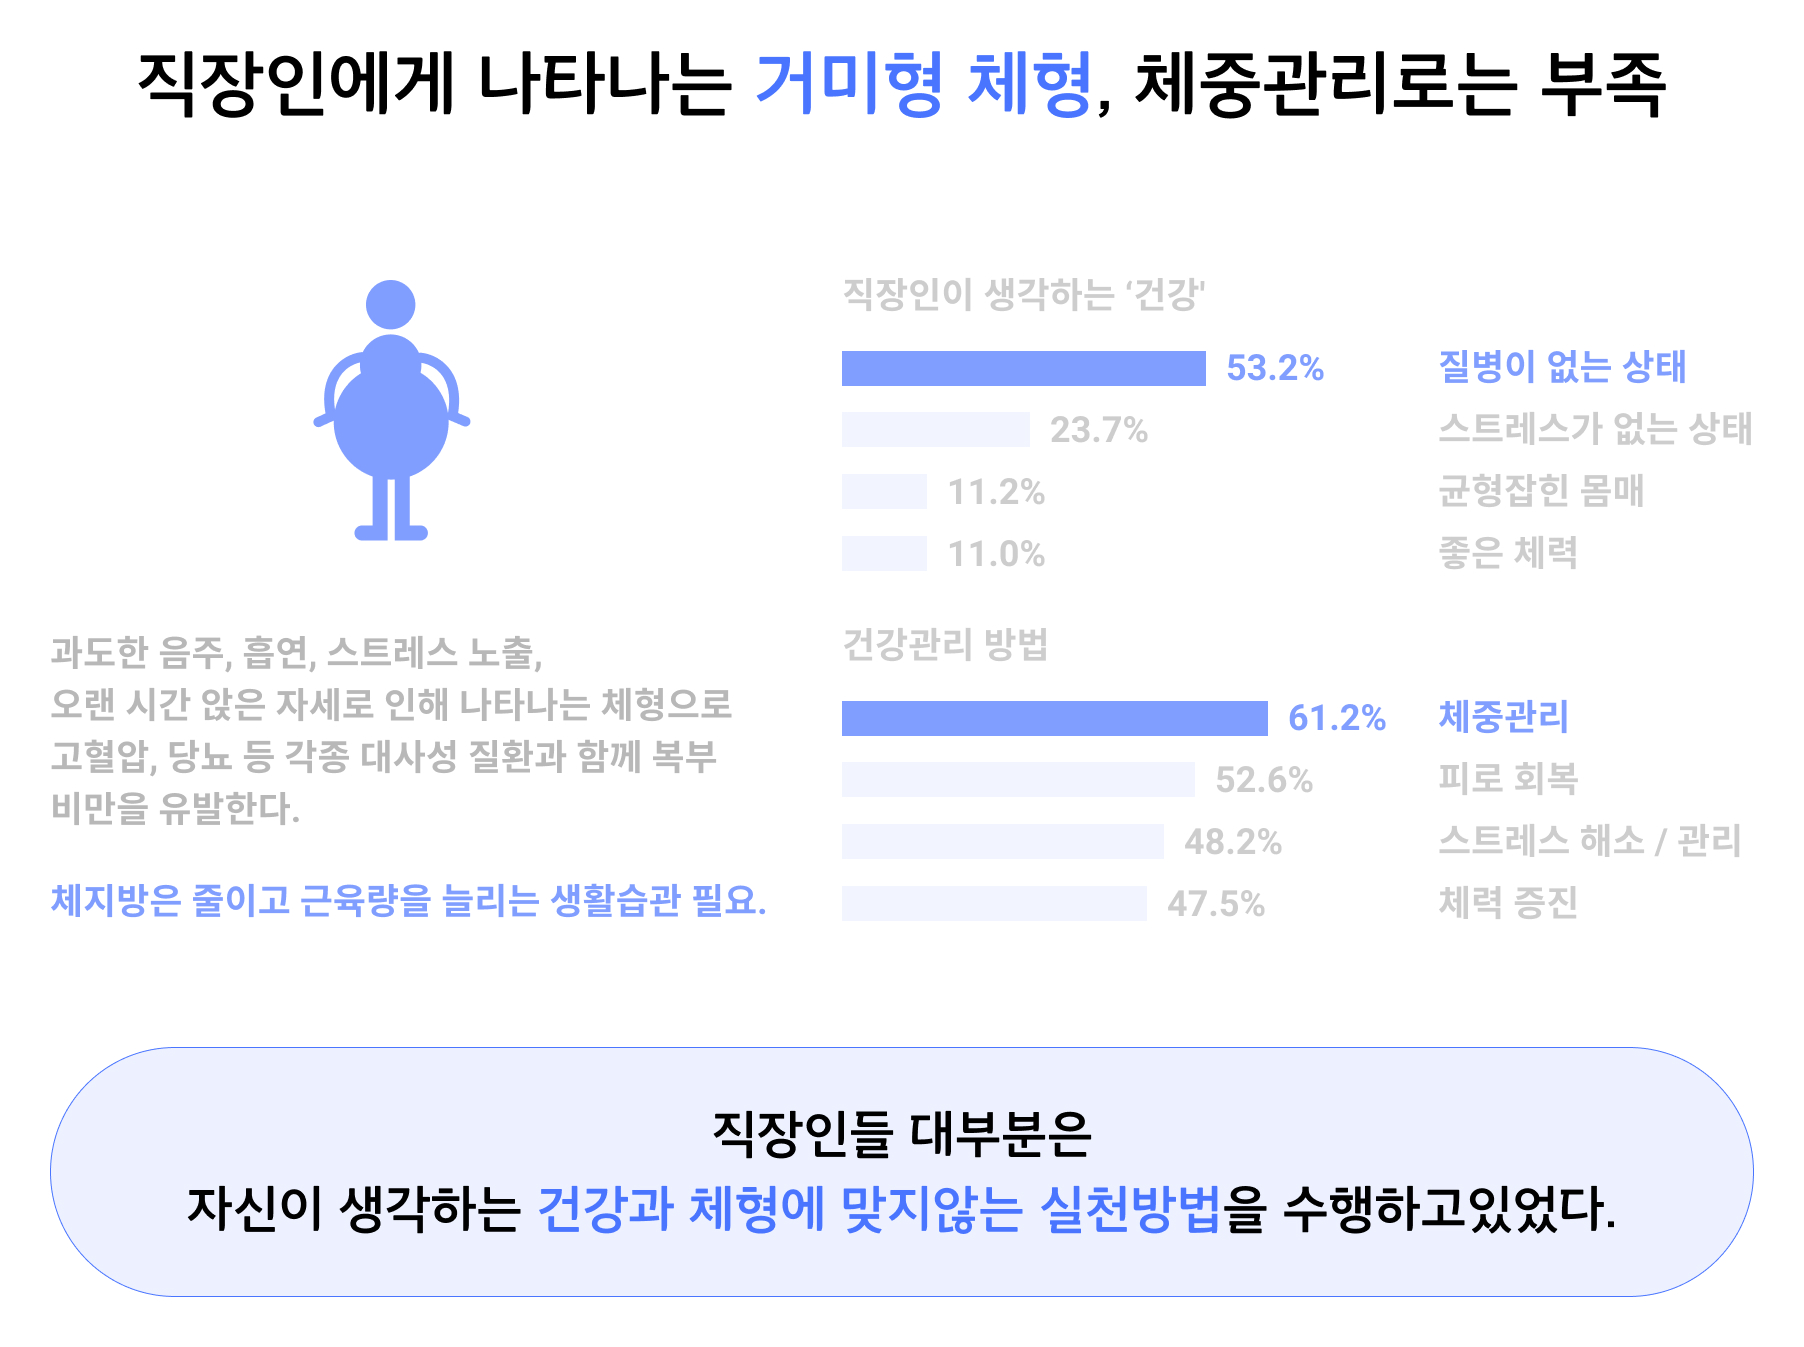 직장인에게 나타나는 거미형 체형, 체중관리로는 부족
과도한 음주, 흡연, 스트레스 노출,
오랜 시간 앉은 자세로 인해 나타나는 체형으로
고혈압, 당뇨 등 각종 대사성 질환과 함께 복부
비만을 유발한다.
체지방은 줄이고 근육량을 늘리는 생활습관 필요.
직장인이 생각하는 ‘건강'
53.2% 질병이 없는 상태
23.7% 스트레스가 없는 상태
11.2% 균형잡힌 몸매
11.0% 좋은 체력
건강관리 방법
61.2% 체중관리
52.6% 피로 회복
48.2% 스트레스 해소 / 관리
47.5% 체력 증진
직장인들 대부분은
자신이 생각하는 건강과 체형에 맞지않는 실천방법을 수행하고있었다.